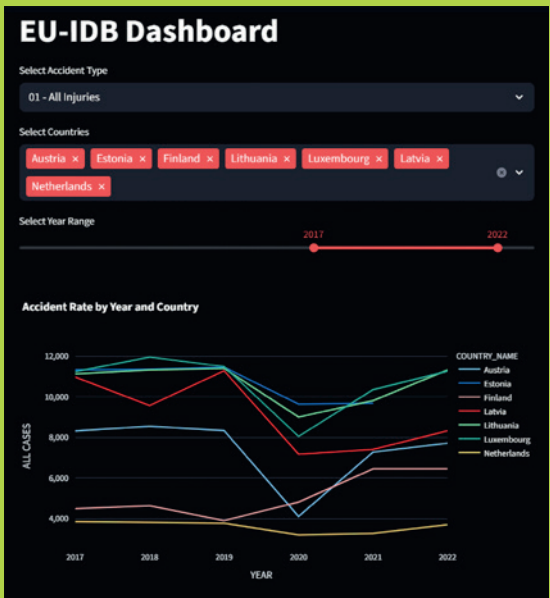 EU-IDB Dashboard
Select Accident Type
01 - All Injuries
Select Countries
Austria × Estonia × Finland × Lithuania × Luxembourg × Latvia ×
Netherlands ×
Select Year Range
2017 2022
Accident Rate by Year and Country
COUNTRY_NAME
Austria
Estonia
Finland
Latvia
Lithuania
Luxembourg
Netherlands
12,000
10,000
8,000
6,000
4,000
ALL CASES
2017 2018 2019 2020 2021 2022
YEAR